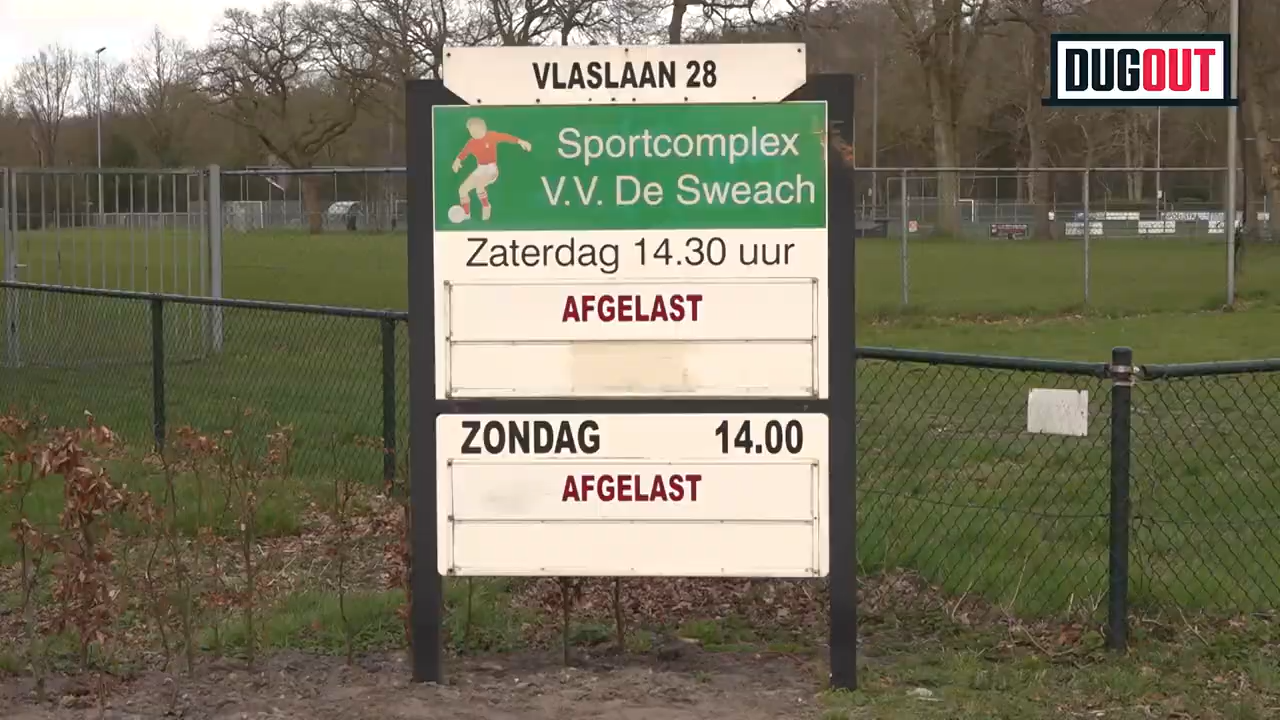 VLASLAAN 28
DUGOUT
Sportcomplex
V.V. De Sweach
Zaterdag 14.30 uur
AFGELAST
ZONDAG 14.00
AFGELAST